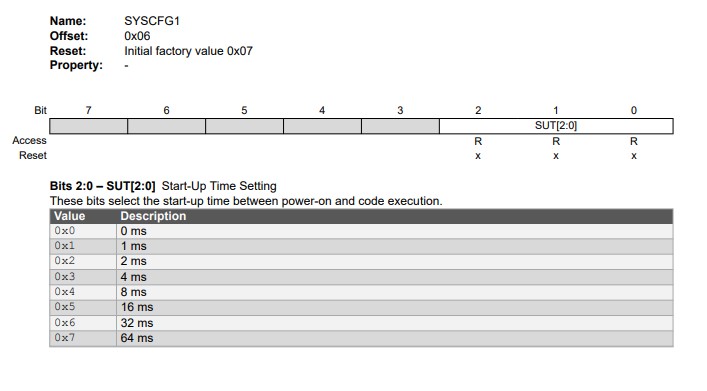 Name: SYSCFG1
Offset: 0x06
Reset: Initial factory value 0x07
Property: -
Bit 7 6 5 4 3 2 1 0
SUT[2:0]
Access R R R
Reset x x x
Bits 2:0 – SUT[2:0] Start-Up Time Setting
These bits select the start-up time between power-on and code execution.
Value Description
0x0 0 ms
0x1 1 ms
0x2 2 ms
0x3 4 ms
0x4 8 ms
0x5 16 ms
0x6 32 ms
0x7 64 ms